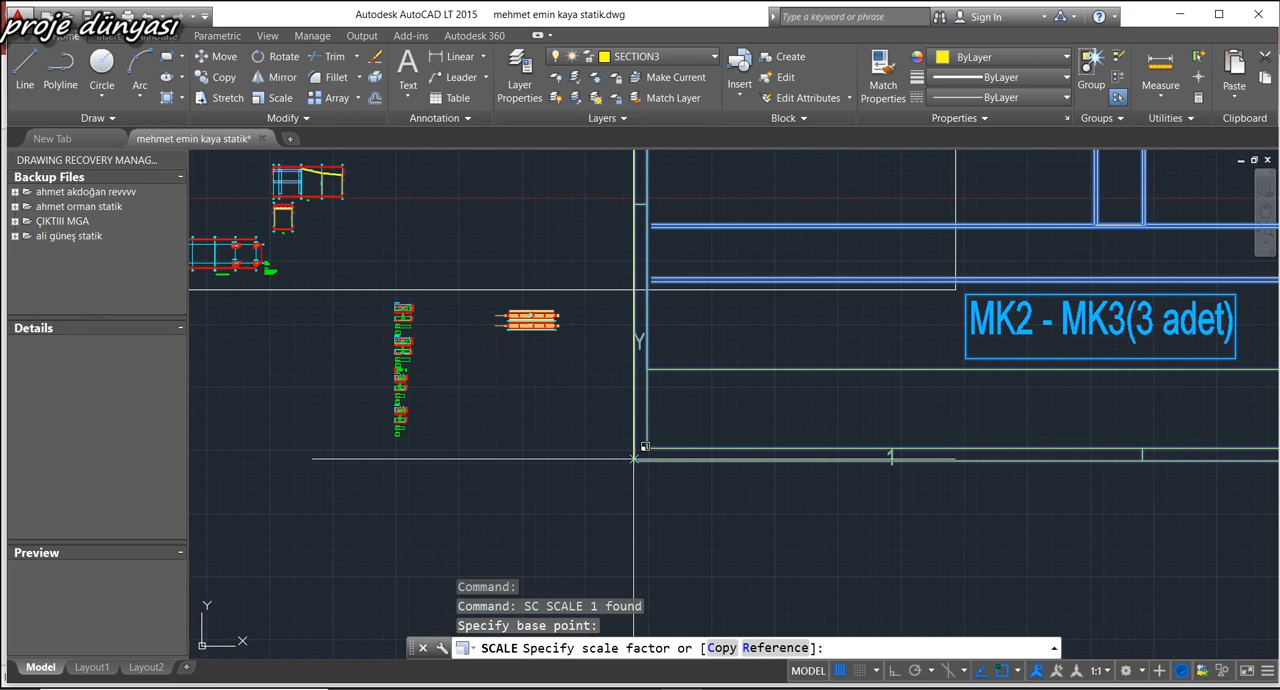 Autodesk AutoCAD LT 2015 mehmet emin kaya statik.dwg
Type a keyword or phrase
Sign In
proje dünyası
Parametric View Manage Output Add-ins Autodesk 360
Line Polyline Circle Arc
Move Rotate Trim
Copy Mirror Fillet
Stretch Scale Array
Text Linear
Leader
Table
Layer Properties
SECTION3
Make Current
Match Layer
Insert
Create
Edit
Edit Attributes
Match Properties
ByLayer
ByLayer
ByLayer
Group
Measure
Paste
Draw Modify Annotation Layers Block Properties Groups Utilities Clipboard
New Tab mehmet emin kaya statik*
DRAWING RECOVERY MANAG...
Backup Files
ahmet akdoğan revvvv
ahmet orman statik
ÇIKTIII MGA
ali güneş statik
Details
Preview
MK2 - MK3(3 adet)
Y
1
Command:
Command: SC SCALE 1 found
Specify base point:
SCALE Specify scale factor or [Copy Reference]:
Y
X
Model Layout1 Layout2
MODEL 1:1